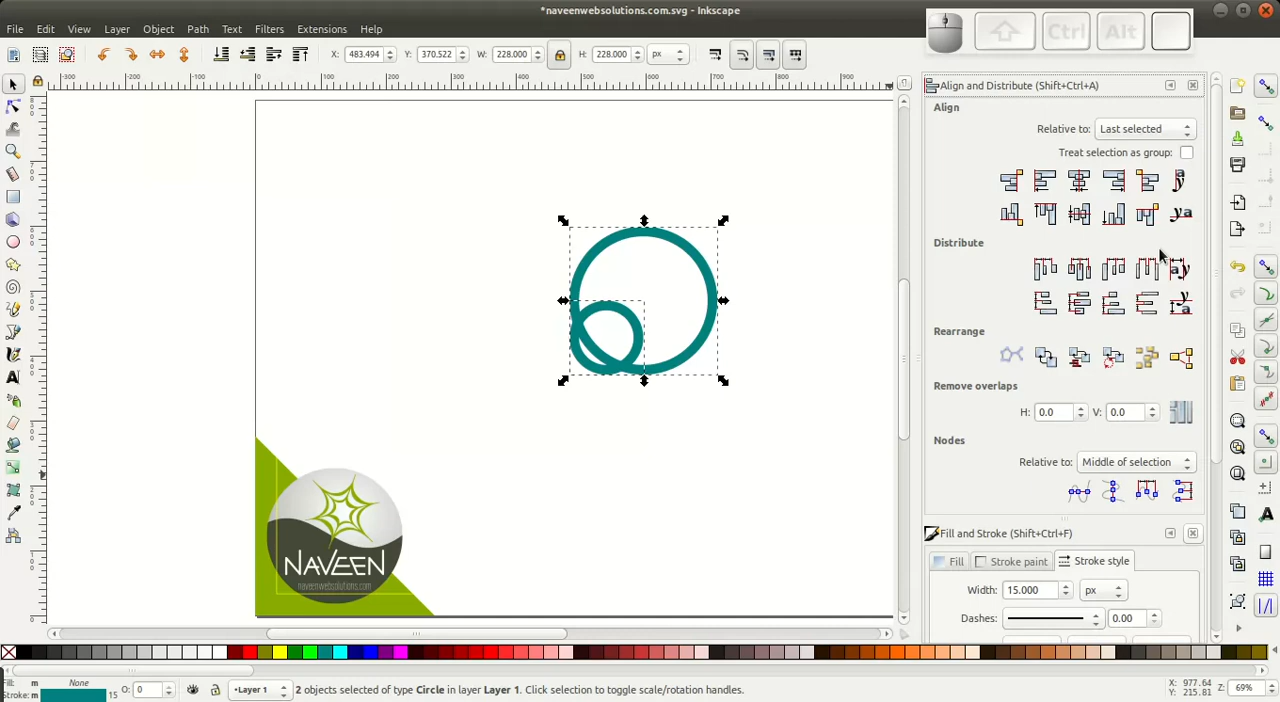 *naveenwebsolutions.com.svg - Inkscape
Ctrl Alt
File Edit View Layer Object Path Text Filters Extensions Help
X: 483.494 Y: 370.522 W: 228.000 H: 228.000 px
Align and Distribute (Shift+Ctrl+A)
Align
Relative to: Last selected
Treat selection as group:
Distribute
Rearrange
Remove overlaps
H: 0.0 V: 0.0
Nodes
Relative to: Middle of selection
Fill and Stroke (Shift+Ctrl+F)
Fill Stroke paint Stroke style
Width: 15.000 px
Dashes: 0.00
NAVEEN
naveenwebsolutions.com
Fill: m None
Stroke: m 15
O: 0
Layer 1
2 objects selected of type Circle in layer Layer 1. Click selection to toggle scale/rotation handles.
X: 977.64
Y: 215.81
Z: 69%